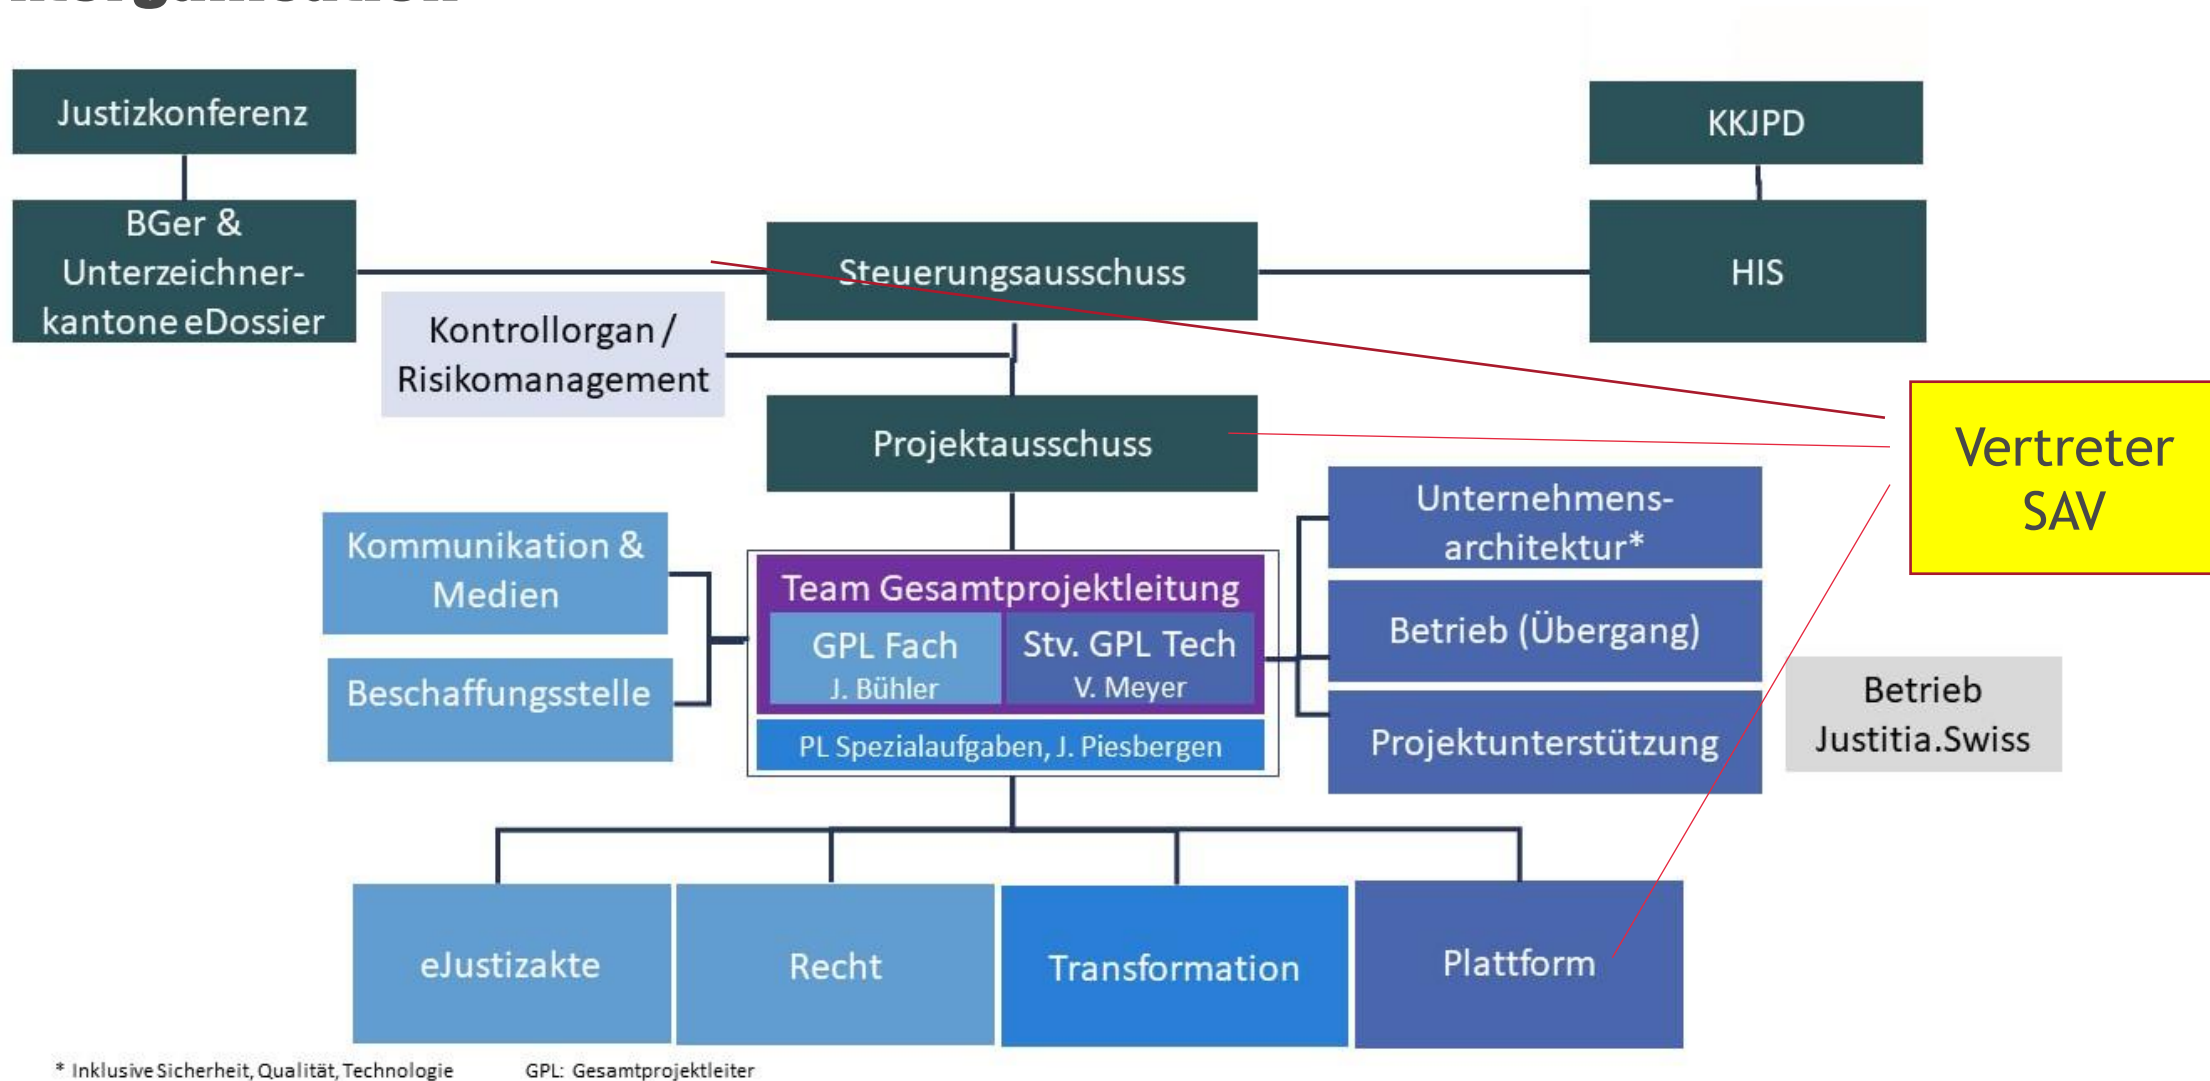 Justizkonferenz
KKJPD
BGer &
Unterzeichner-
kantone eDossier
Steuerungsausschuss
HIS
Kontrollorgan /
Risikomanagement
Projektausschuss
Vertreter
SAV
Unternehmens-
architektur*
Kommunikation &
Medien
Team Gesamtprojektleitung
GPL Fach
J. Bühler
Stv. GPL Tech
V. Meyer
Betrieb (Übergang)
Beschaffungsstelle
PL Spezialaufgaben, J. Piesbergen
Projektunterstützung
Betrieb
Justitia.Swiss
eJustizakte
Recht
Transformation
Plattform
* Inklusive Sicherheit, Qualität, Technologie
GPL: Gesamtprojektleiter